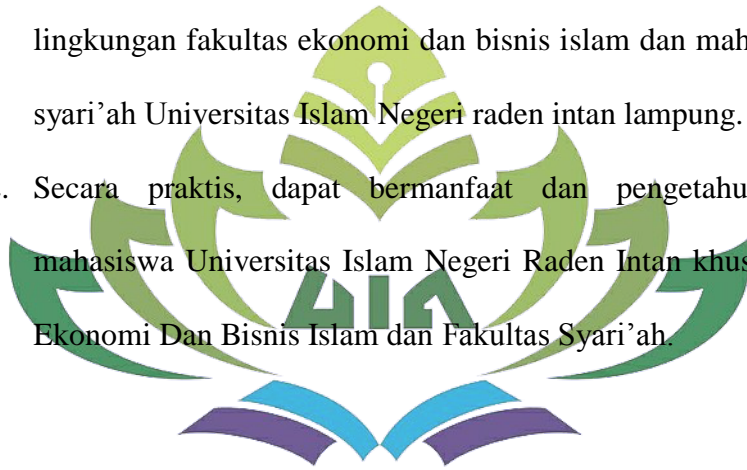 lingkungan fakultas ekonomi dan bisnis islam dan mah
syari’ah Universitas Islam Negeri raden intan lampung.
. Secara praktis, dapat bermanfaat dan pengetahu
mahasiswa Universitas Islam Negeri Raden Intan khus
UIN
Ekonomi Dan Bisnis Islam dan Fakultas Syari’ah.